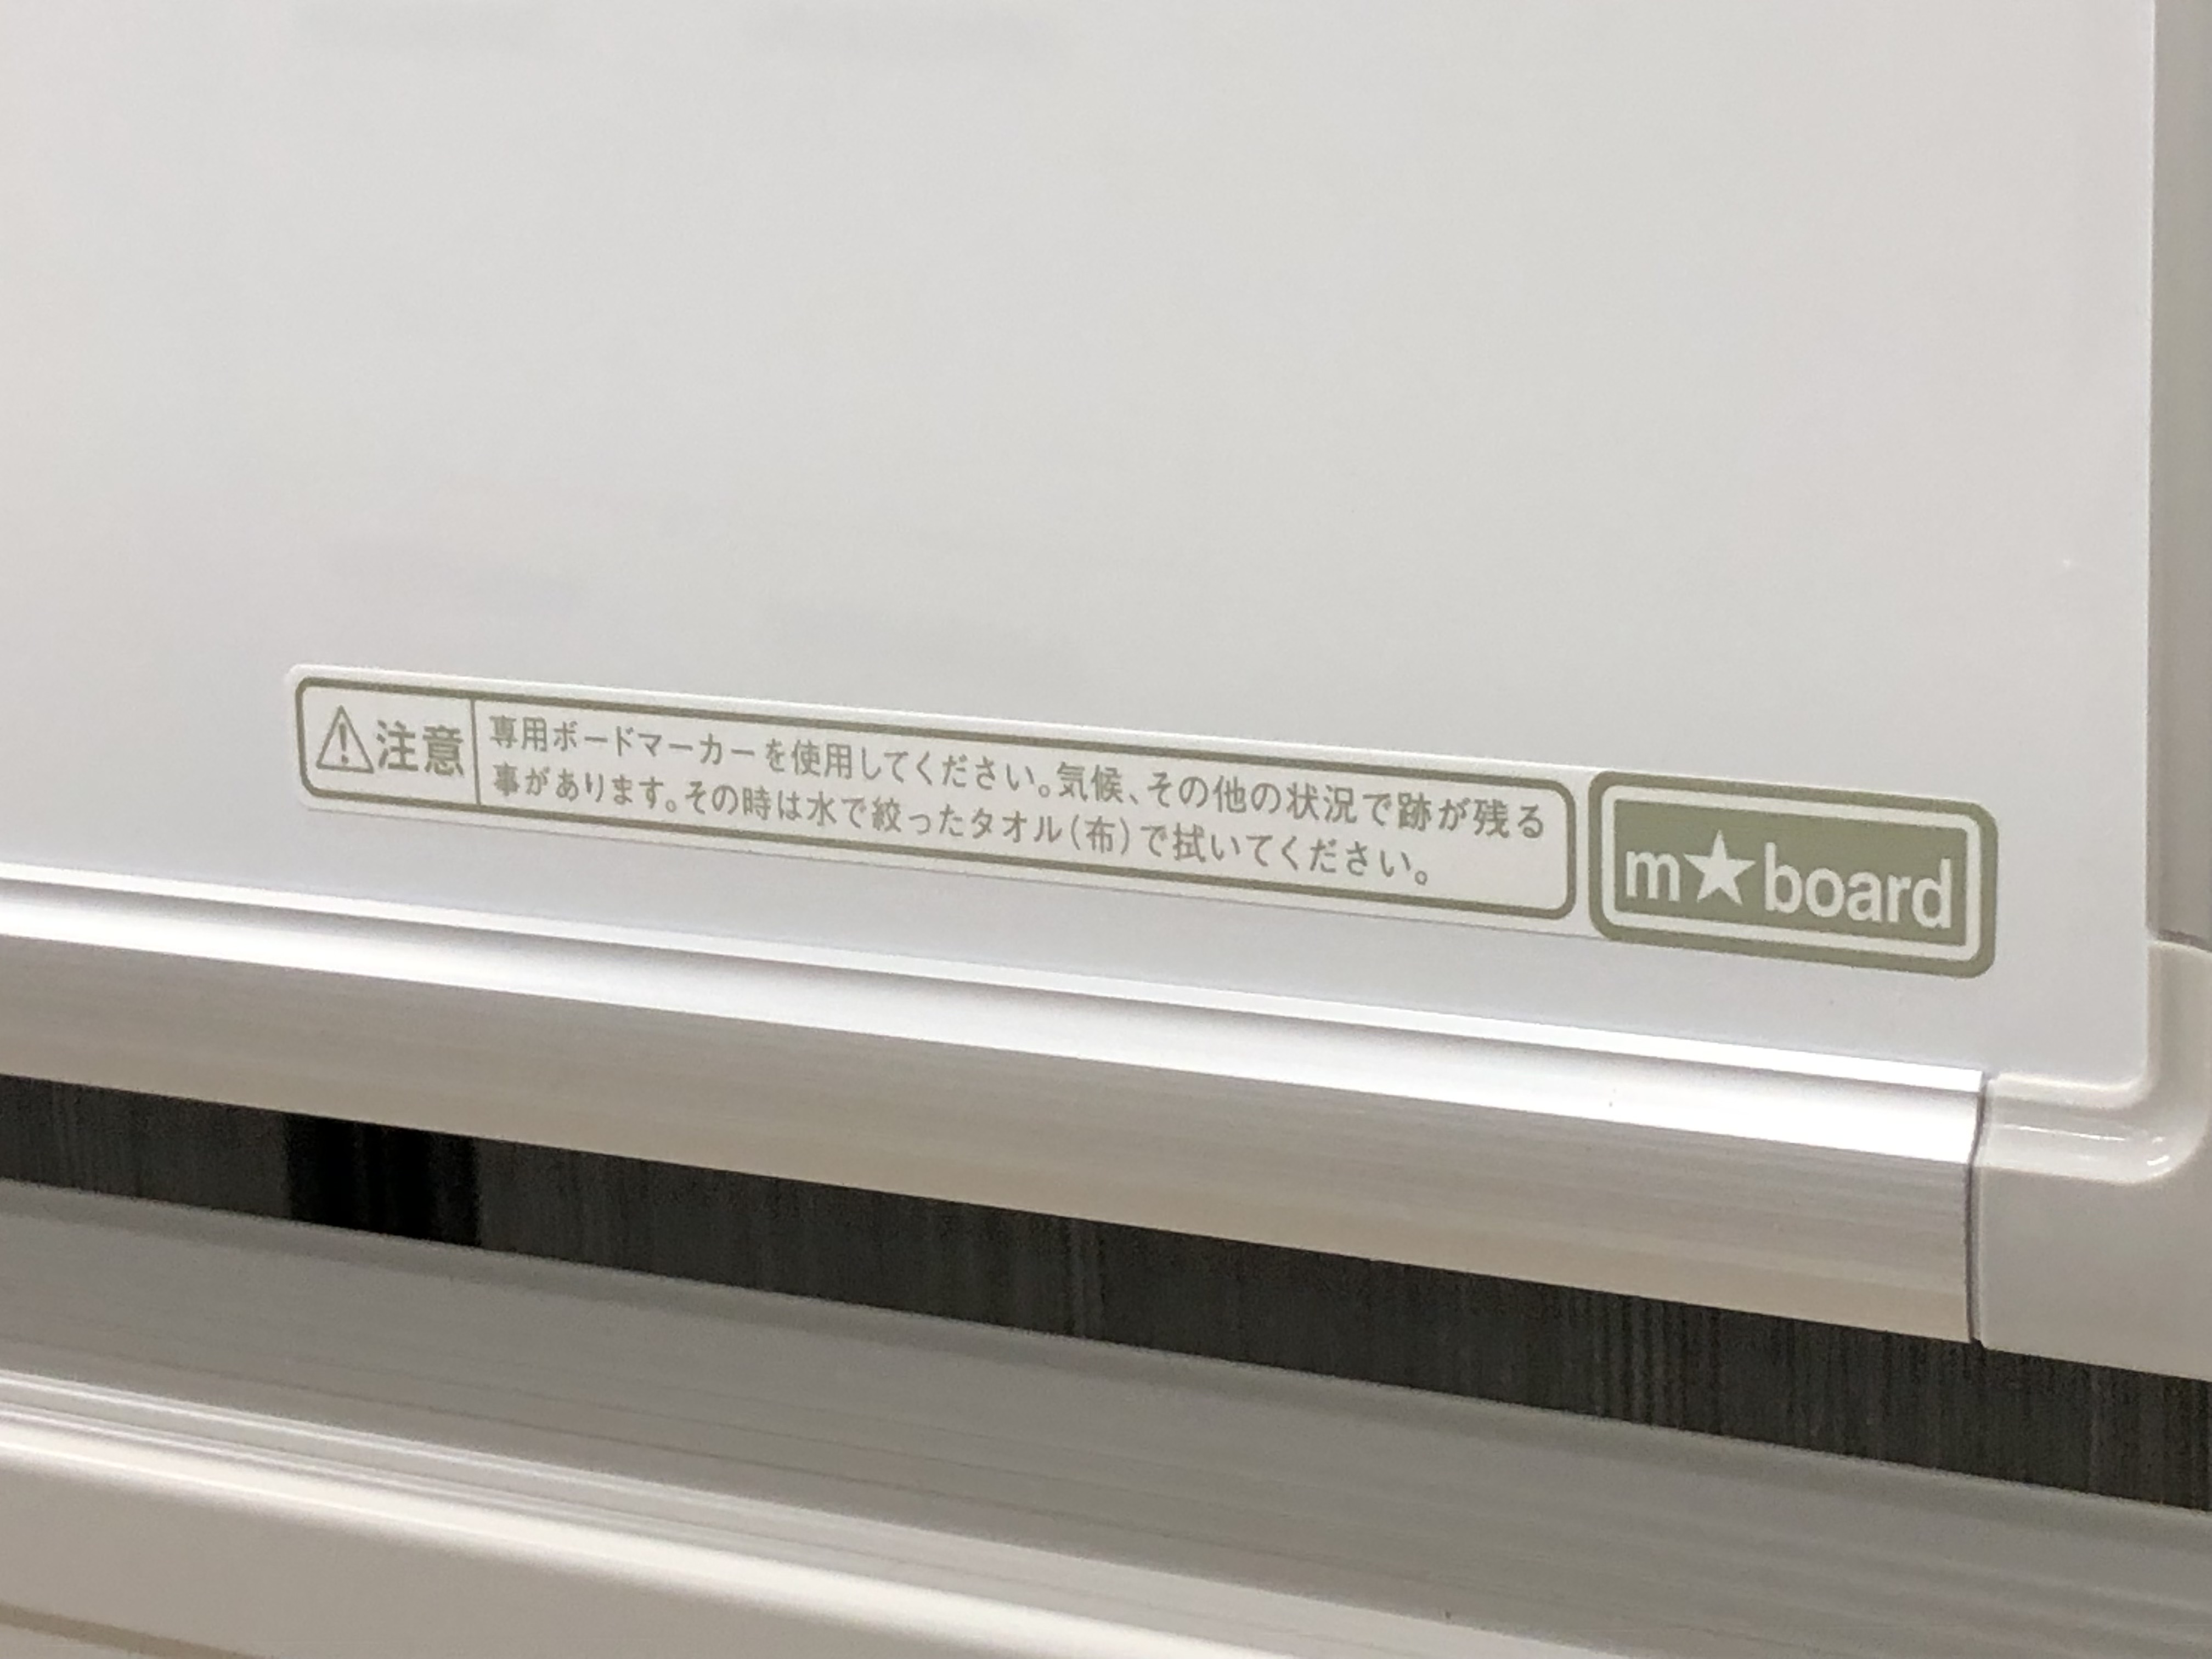 注意
専用ボードマーカーを使用してください。気候、その他の状況で跡が残る
事があります。その時は水で絞ったタオル(布)で拭いてください。
m★board